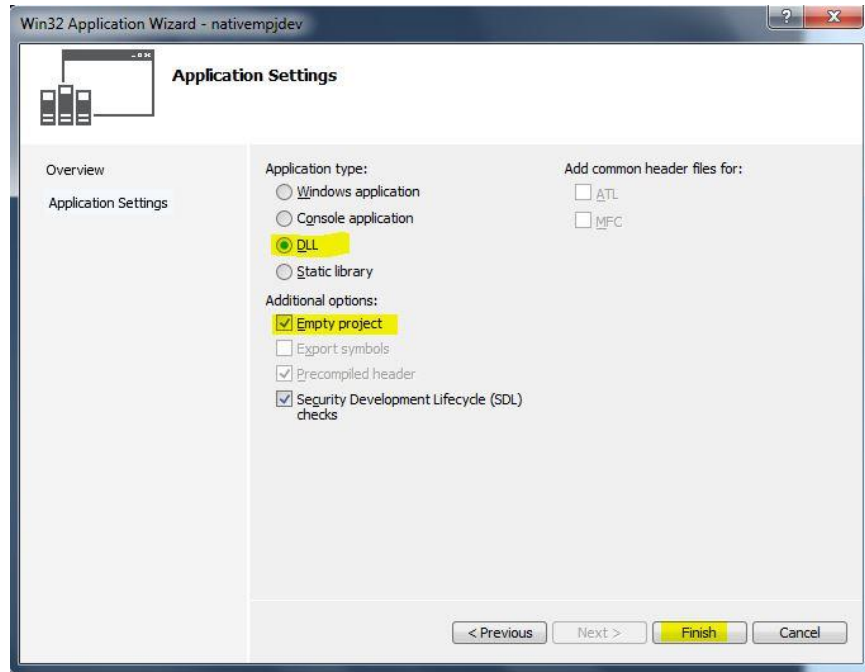 Win32 Application Wizard - nativempjdev
Application Settings
Overview
Application Settings
Application type:
Windows application
Console application
DLL
Static library
Additional options:
Empty project
Export symbols
Precompiled header
Security Development Lifecycle (SDL)
checks
Add common header files for:
ATL
MFC
< Previous
Next >
Finish
Cancel